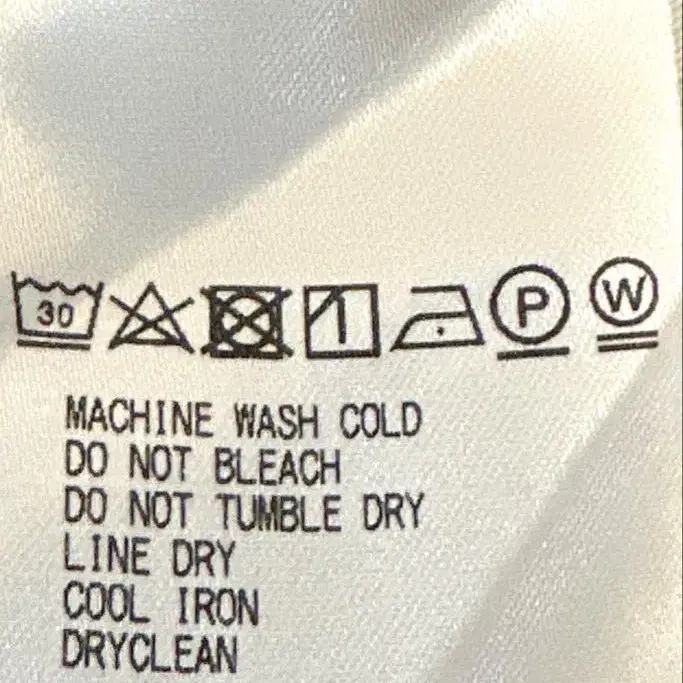 30 P W
MACHINE WASH COLD
DO NOT BLEACH
DO NOT TUMBLE DRY
LINE DRY
COOL IRON
DRYCLEAN